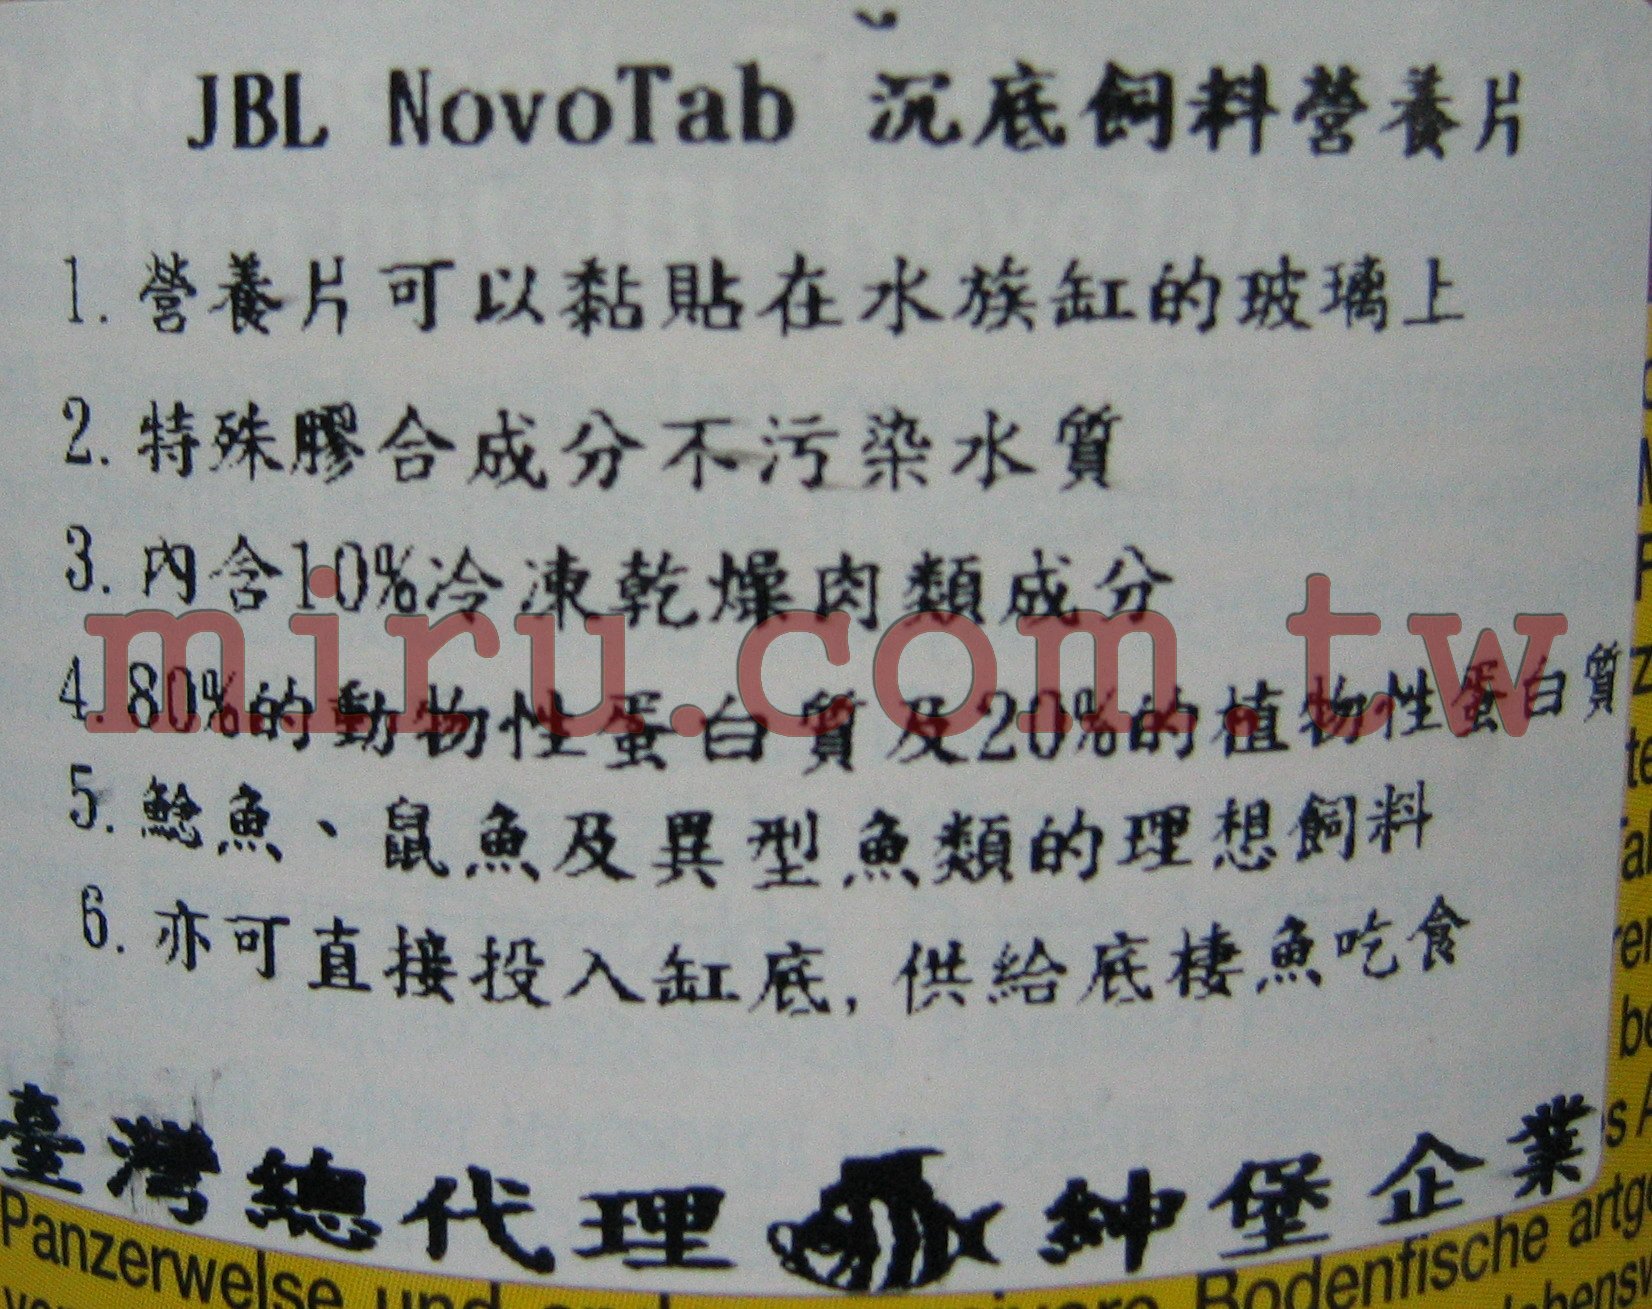 JBL NovoTab 沉底飼料營養片
1. 營養片可以黏貼在水族缸的玻璃上
2. 特殊膠合成分不污染水質
3. 內含10%冷凍乾燥肉類成分
miru.com.tw
4. 80%的動物性蛋白質及20%的植物性蛋白質
5. 鯰魚、鼠魚及異型魚類的理想飼料
6. 亦可直接投入缸底, 供給底棲魚吃食
臺灣總代理 紳堡企業
Panzerwelse und Bodenfische artg